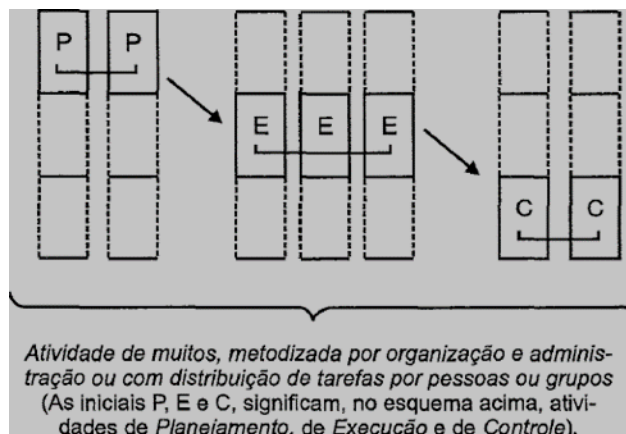 P P
E E E
C C
Atividade de muitos, metodizada por organização e adminis-
tração ou com distribuição de tarefas por pessoas ou grupos
(As iniciais P, E e C, significam, no esquema acima, ativi-
dades de Planejamento, de Execução e de Controle).